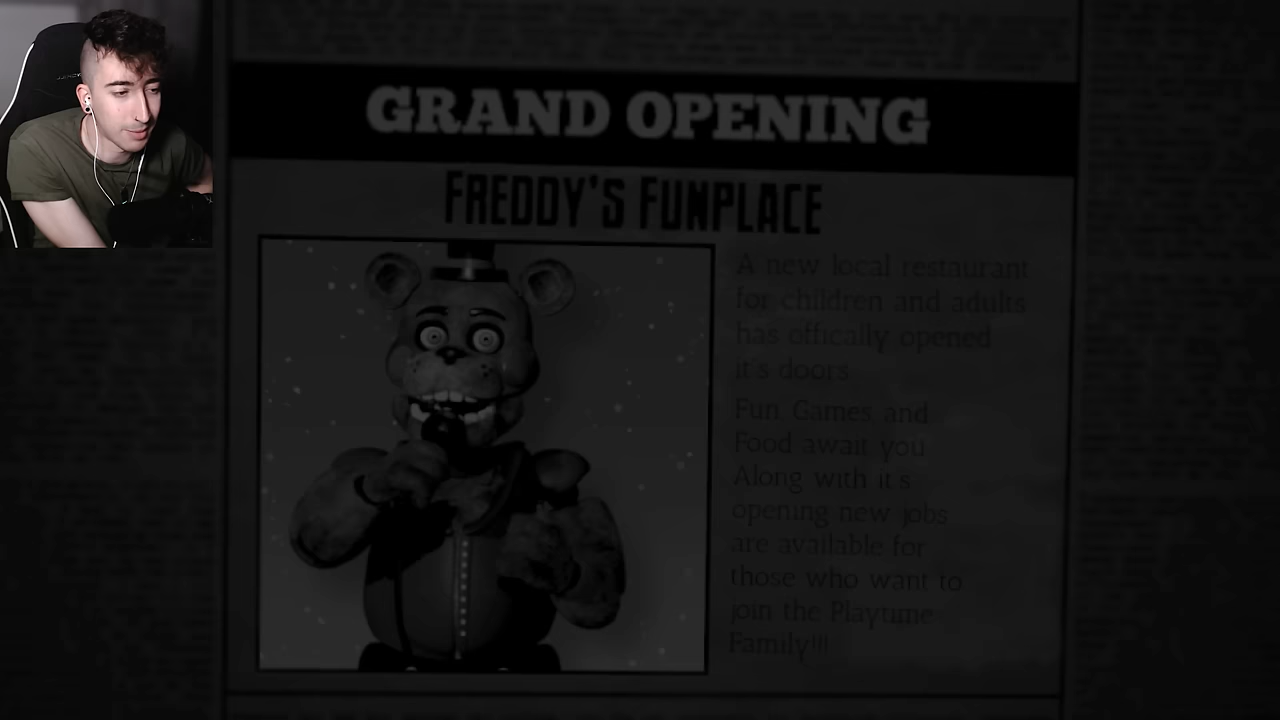 GRAND OPENING
FREDDY'S FUNPLACE
A new local restaurant
for children and adults
has offically opened
it's doors
Fun Games and
Food await you
Along with it's
opening new jobs
are available for
those who want to
join the Playtime
Family!!!